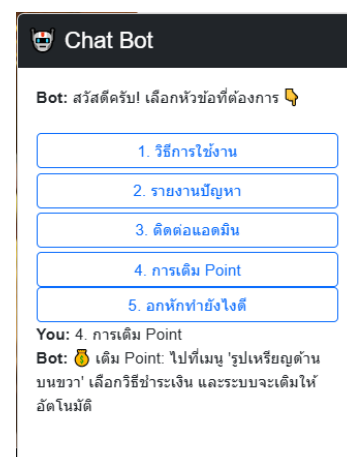 Chat Bot
Bot: สวัสดีครับ! เลือกหัวข้อที่ต้องการ 👇
1. วิธีการใช้งาน
2. รายงานปัญหา
3. ติดต่อแอดมิน
4. การเติม Point
5. อกหักทำยังไงดี
You: 4. การเติม Point
Bot: 💰 เติม Point: ไปที่เมนู 'รูปเหรียญด้าน
บนขวา' เลือกวิธีชำระเงิน และระบบจะเติมให้
อัตโนมัติ